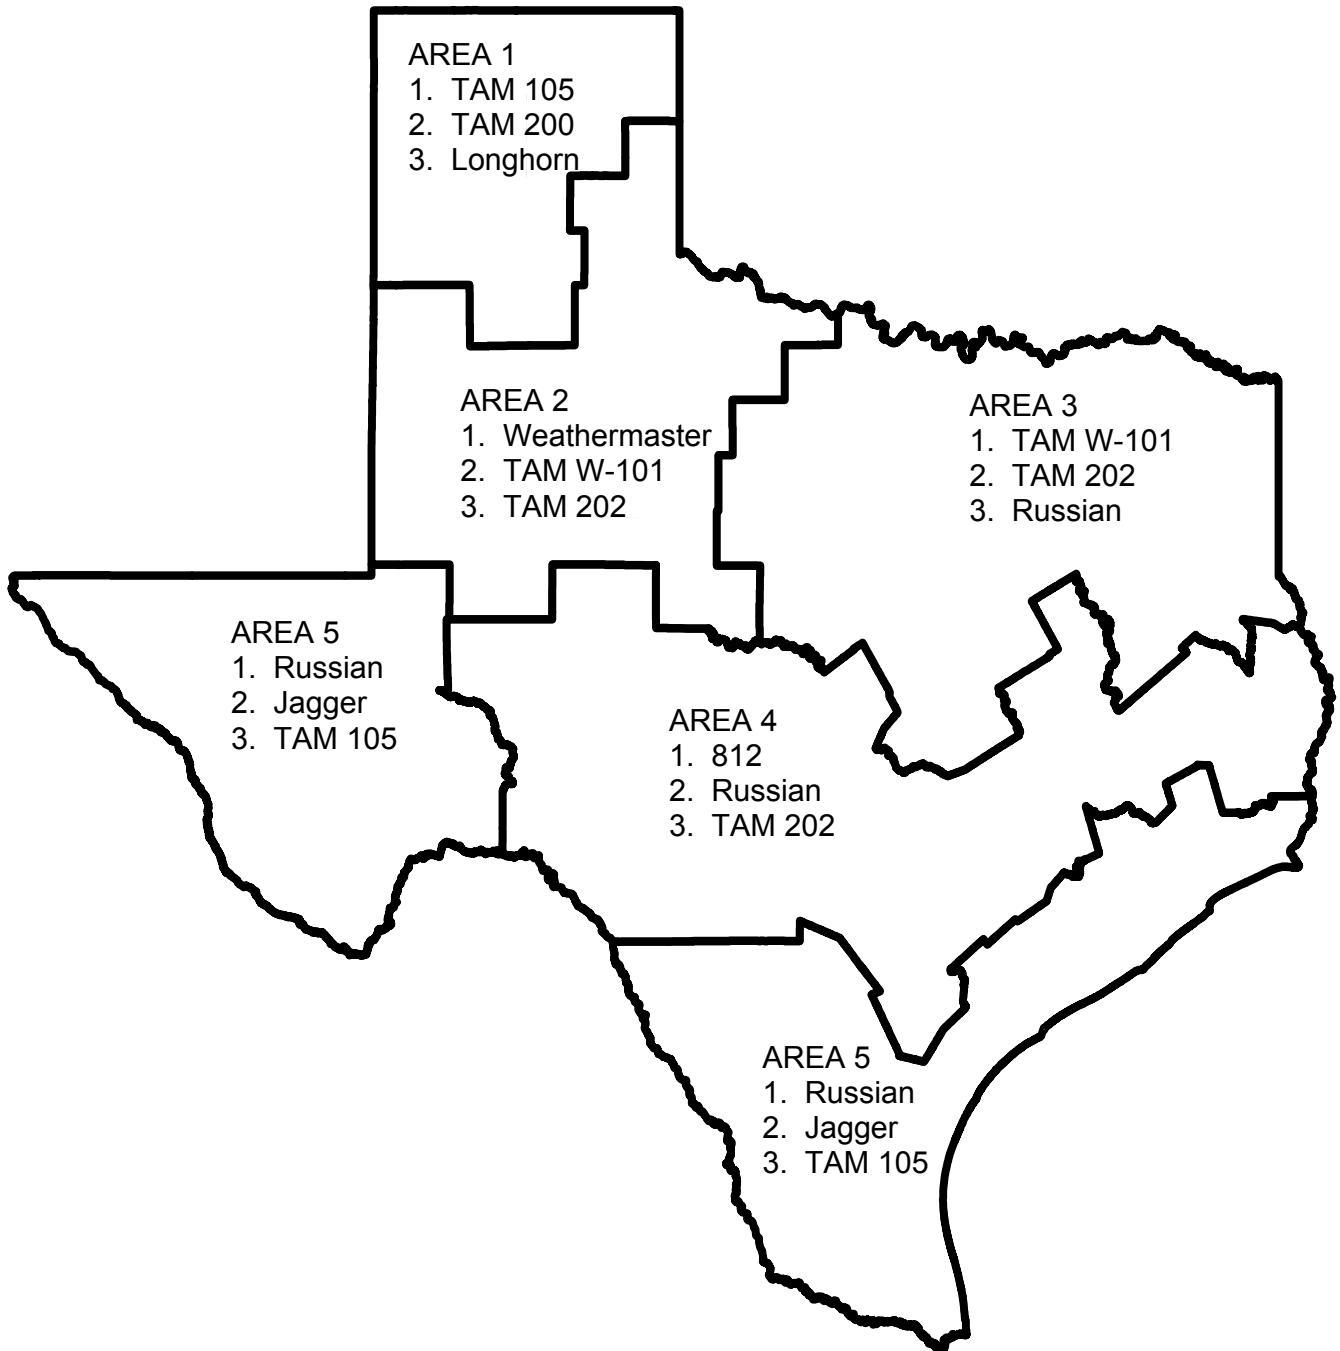 AREA 1
1. TAM 105
2. TAM 200
3. Longhorn
AREA 2
1. Weathermaster
2. TAM W-101
3. TAM 202
AREA 3
1. TAM W-101
2. TAM 202
3. Russian
AREA 5
1. Russian
2. Jagger
3. TAM 105
AREA 4
1. 812
2. Russian
3. TAM 202
AREA 5
1. Russian
2. Jagger
3. TAM 105